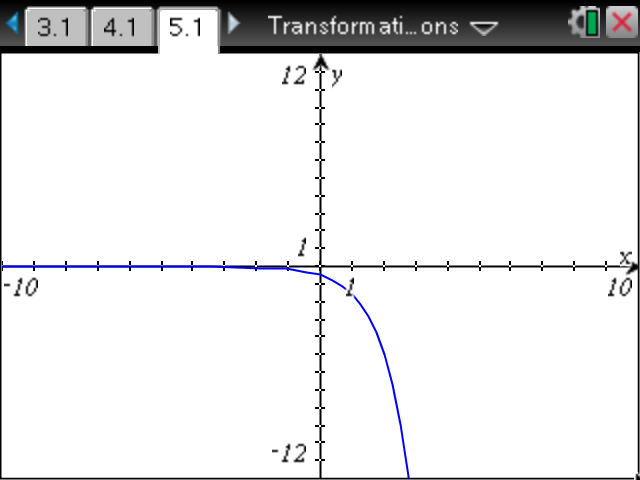 3.1 4.1 5.1 Transformati...ons
12 y
1 x
-10 1 10
-12